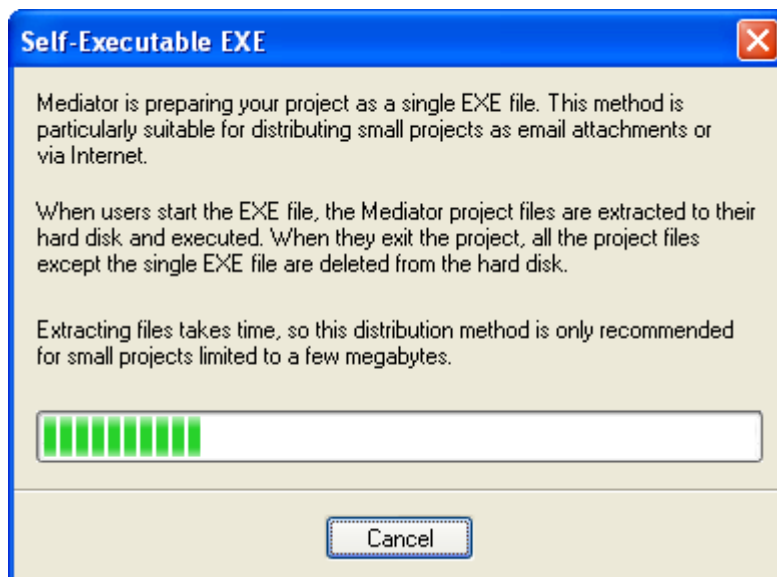 Self-Executable EXE
Mediator is preparing your project as a single EXE file. This method is
particularly suitable for distributing small projects as email attachments or
via Internet.
When users start the EXE file, the Mediator project files are extracted to their
hard disk and executed. When they exit the project, all the project files
except the single EXE file are deleted from the hard disk.
Extracting files takes time, so this distribution method is only recommended
for small projects limited to a few megabytes.
Cancel